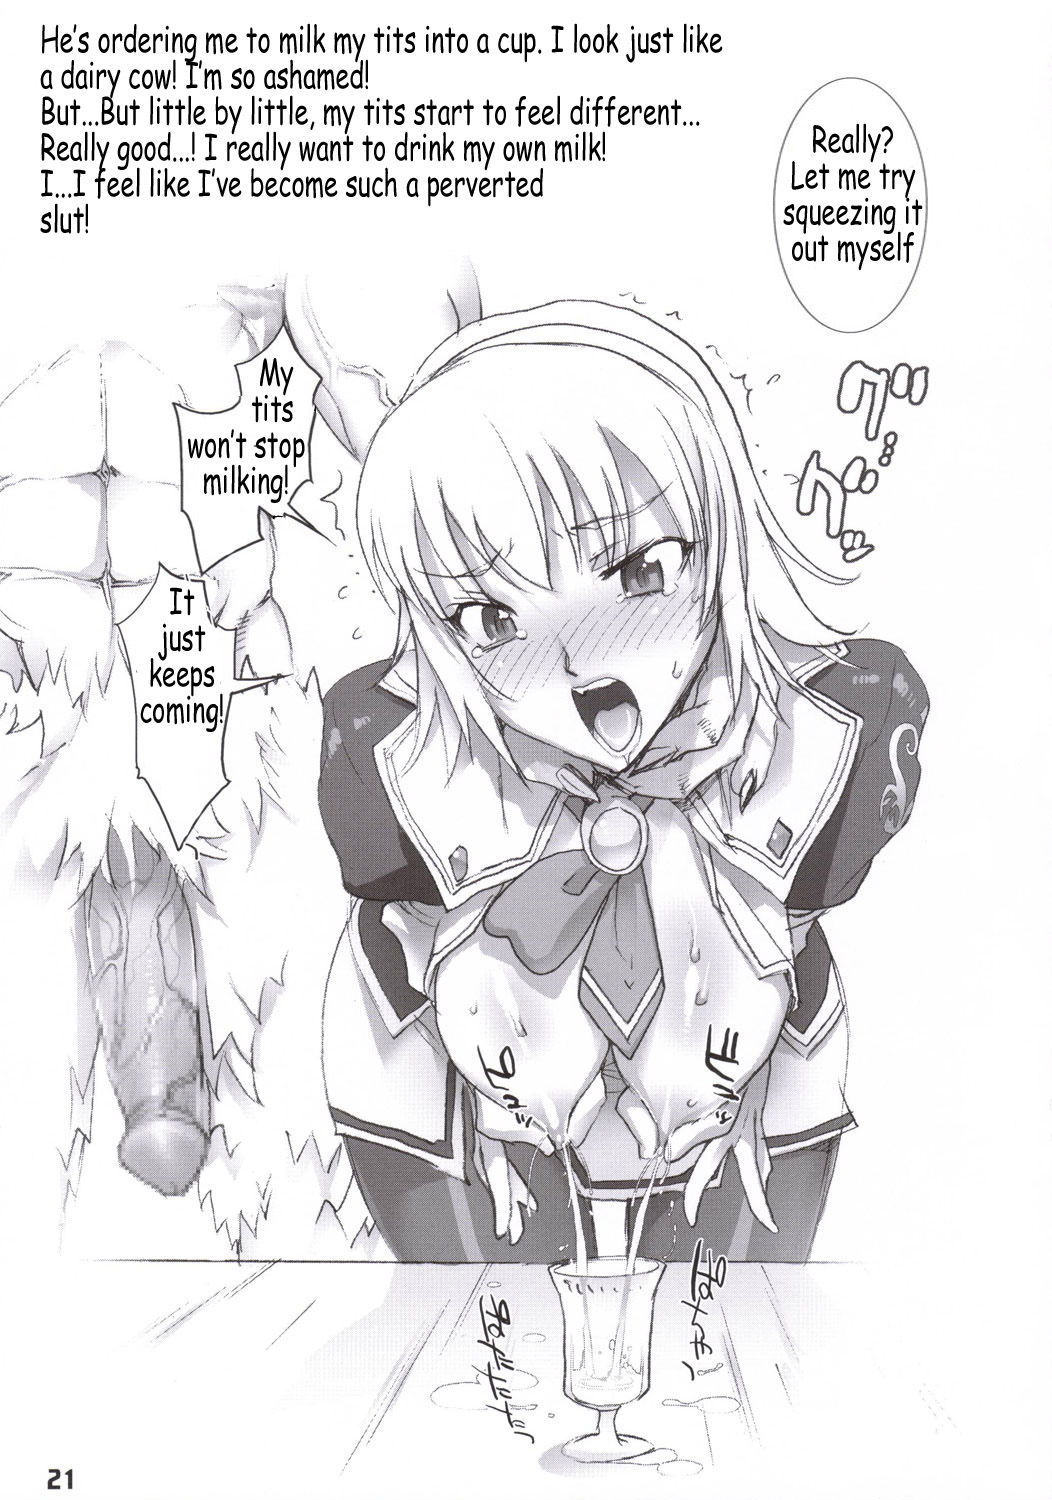 He's ordering me to milk my tits into a cup. I look just like
a dairy cow! I'm so ashamed!
But...But little by little, my tits start to feel different...
Really good...! I really want to drink my own milk!
I...I feel like I've become such a perverted
slut!
Really?
Let me try
squeezing it
out myself
My
tits
won't stop
milking!
It
just
keeps
coming!
21